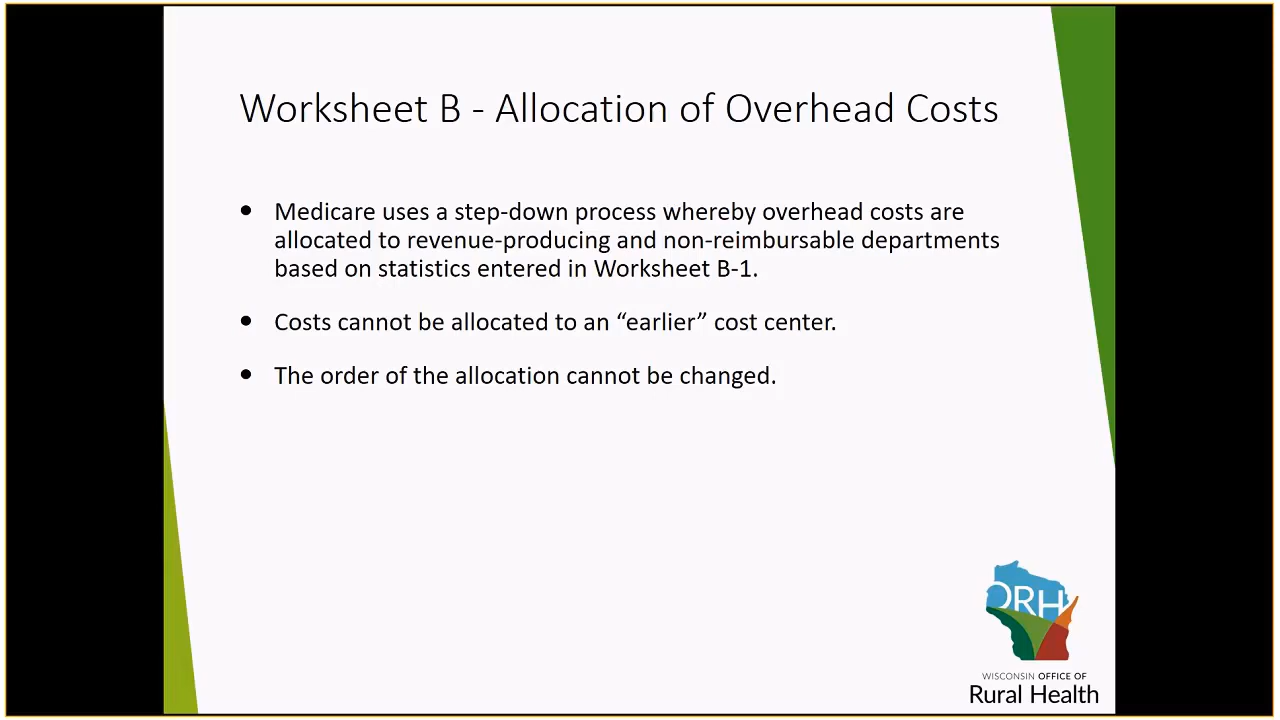 Worksheet B - Allocation of Overhead Costs
• Medicare uses a step-down process whereby overhead costs are
allocated to revenue-producing and non-reimbursable departments
based on statistics entered in Worksheet B-1.
• Costs cannot be allocated to an “earlier” cost center.
• The order of the allocation cannot be changed.
ORH
WISCONSIN OFFICE OF
Rural Health